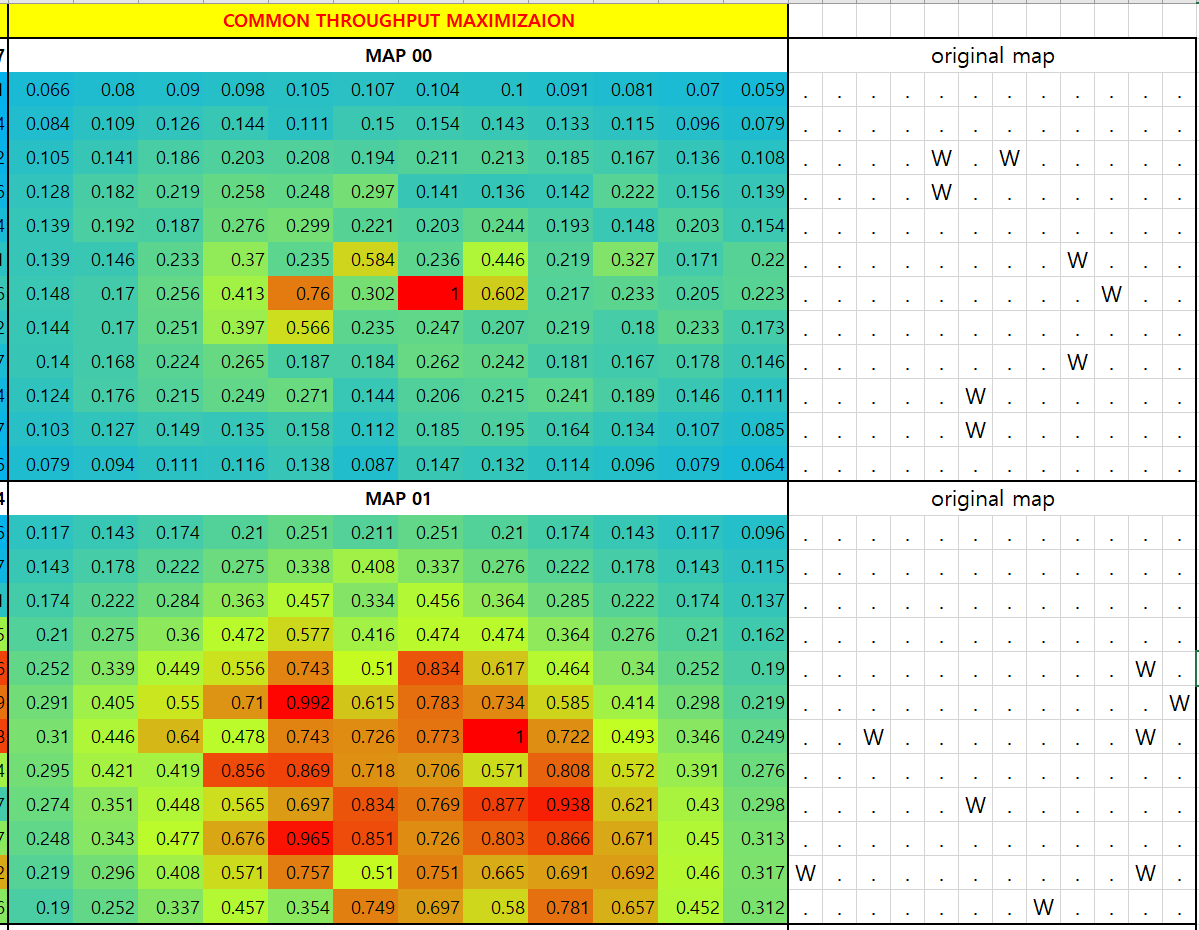 COMMON THROUGHPUT MAXIMIZAION
MAP 00 original map
0.066 0.08 0.09 0.098 0.105 0.107 0.104 0.1 0.091 0.081 0.07 0.059 . . . . . . . . . . . .
0.084 0.109 0.126 0.144 0.111 0.15 0.154 0.143 0.133 0.115 0.096 0.079 . . . . . . . . . . . .
0.105 0.141 0.186 0.203 0.208 0.194 0.211 0.213 0.185 0.167 0.136 0.108 . . . . W . W . . . . .
0.128 0.182 0.219 0.258 0.248 0.297 0.141 0.136 0.142 0.222 0.156 0.139 . . . . W . . . . . . .
0.139 0.192 0.187 0.276 0.299 0.221 0.203 0.244 0.193 0.148 0.203 0.154 . . . . . . . . . . . .
0.139 0.146 0.233 0.37 0.235 0.584 0.236 0.446 0.219 0.327 0.171 0.22 . . . . . . . . W . . .
0.148 0.17 0.256 0.413 0.76 0.302 1 0.602 0.217 0.233 0.205 0.223 . . . . . . . . . W . .
0.144 0.17 0.251 0.397 0.566 0.235 0.247 0.207 0.219 0.18 0.233 0.173 . . . . . . . . . . . .
0.14 0.168 0.224 0.265 0.187 0.184 0.262 0.242 0.181 0.167 0.178 0.146 . . . . . . . . W . . .
0.124 0.176 0.215 0.249 0.271 0.144 0.206 0.215 0.241 0.189 0.146 0.111 . . . . . W . . . . . .
0.103 0.127 0.149 0.135 0.158 0.112 0.185 0.195 0.164 0.134 0.107 0.085 . . . . . W . . . . . .
0.079 0.094 0.111 0.116 0.138 0.087 0.147 0.132 0.114 0.096 0.079 0.064 . . . . . . . . . . . .
MAP 01 original map
0.117 0.143 0.174 0.21 0.251 0.211 0.251 0.21 0.174 0.143 0.117 0.096 . . . . . . . . . . . .
0.143 0.178 0.222 0.275 0.338 0.408 0.337 0.276 0.222 0.178 0.143 0.115 . . . . . . . . . . . .
0.174 0.222 0.284 0.363 0.457 0.334 0.456 0.364 0.285 0.222 0.174 0.137 . . . . . . . . . . . .
0.21 0.275 0.36 0.472 0.577 0.416 0.474 0.474 0.364 0.276 0.21 0.162 . . . . . . . . . . . .
0.252 0.339 0.449 0.556 0.743 0.51 0.834 0.617 0.464 0.34 0.252 0.19 . . . . . . . . . . W .
0.291 0.405 0.55 0.71 0.992 0.615 0.783 0.734 0.585 0.414 0.298 0.219 . . . . . . . . . . . W
0.31 0.446 0.64 0.478 0.743 0.726 0.773 1 0.722 0.493 0.346 0.249 . . W . . . . . . . W .
0.295 0.421 0.419 0.856 0.869 0.718 0.706 0.571 0.808 0.572 0.391 0.276 . . . . . . . . . . . .
0.274 0.351 0.448 0.565 0.697 0.834 0.769 0.877 0.938 0.621 0.43 0.298 . . . . . W . . . . . .
0.248 0.343 0.477 0.676 0.965 0.851 0.726 0.803 0.866 0.671 0.45 0.313 . . . . . . . . . . . .
0.219 0.296 0.408 0.571 0.757 0.51 0.751 0.665 0.691 0.692 0.46 0.317 W . . . . . . . . . W .
0.19 0.252 0.337 0.457 0.354 0.749 0.697 0.58 0.781 0.657 0.452 0.312 . . . . . . . W . . . .